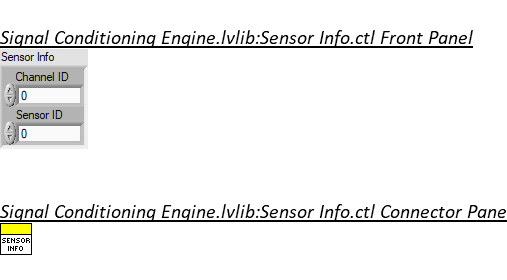 Signal Conditioning Engine.lvlib:Sensor Info.ctl Front Panel
Sensor Info
Channel ID
0
Sensor ID
0
Signal Conditioning Engine.lvlib:Sensor Info.ctl Connector Pane
SENSOR
INFO